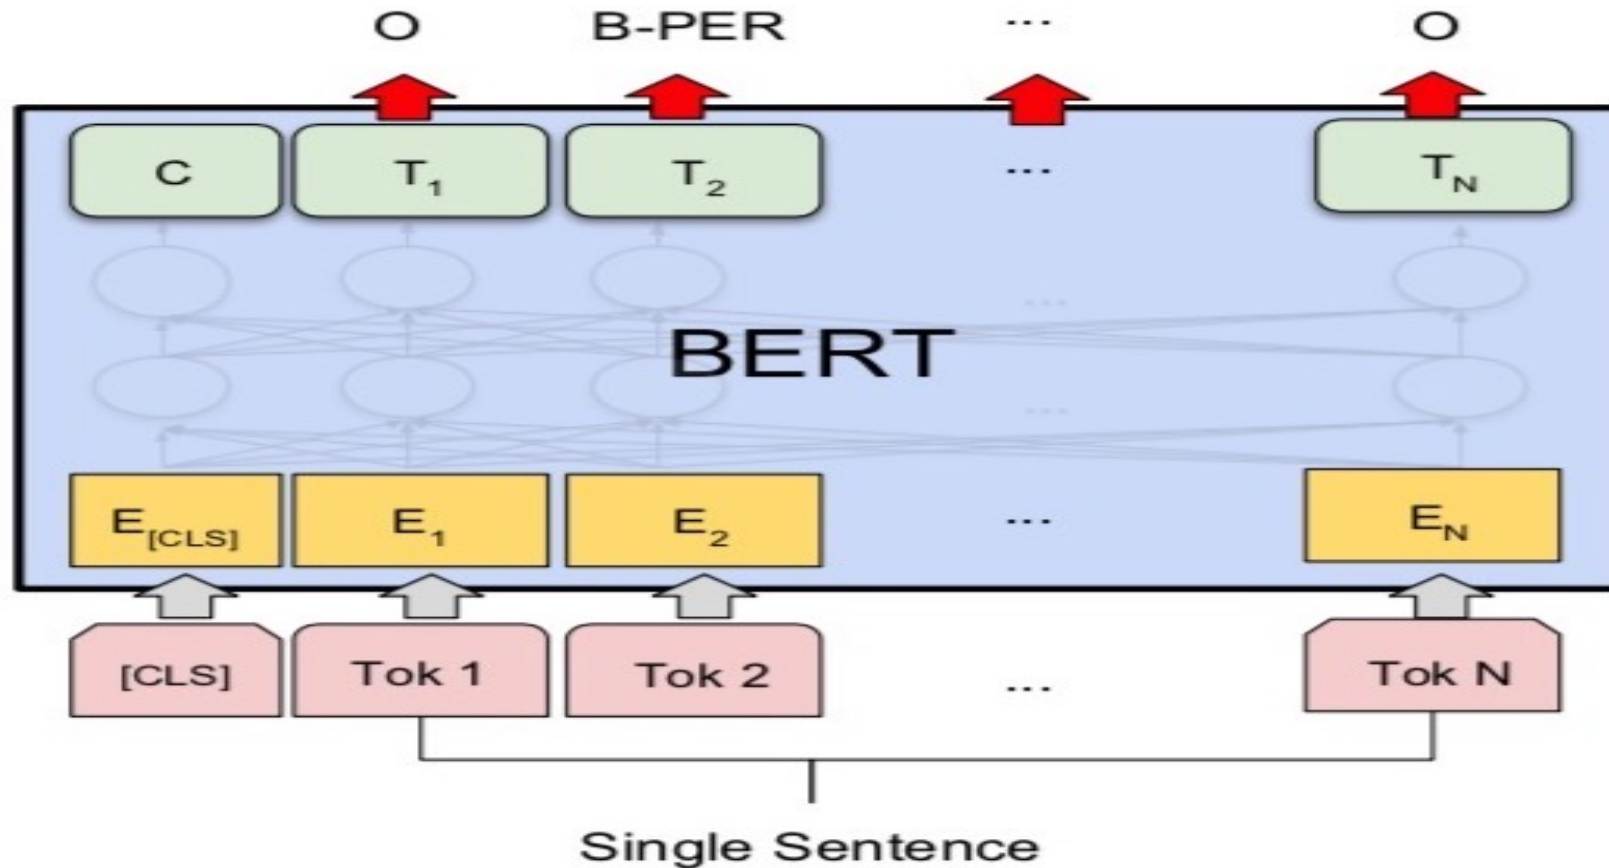 O B-PER ... O
C T1 T2 ... TN
...
BERT
...
E[CLS] E1 E2 ... EN
[CLS] Tok 1 Tok 2 ... Tok N
Single Sentence